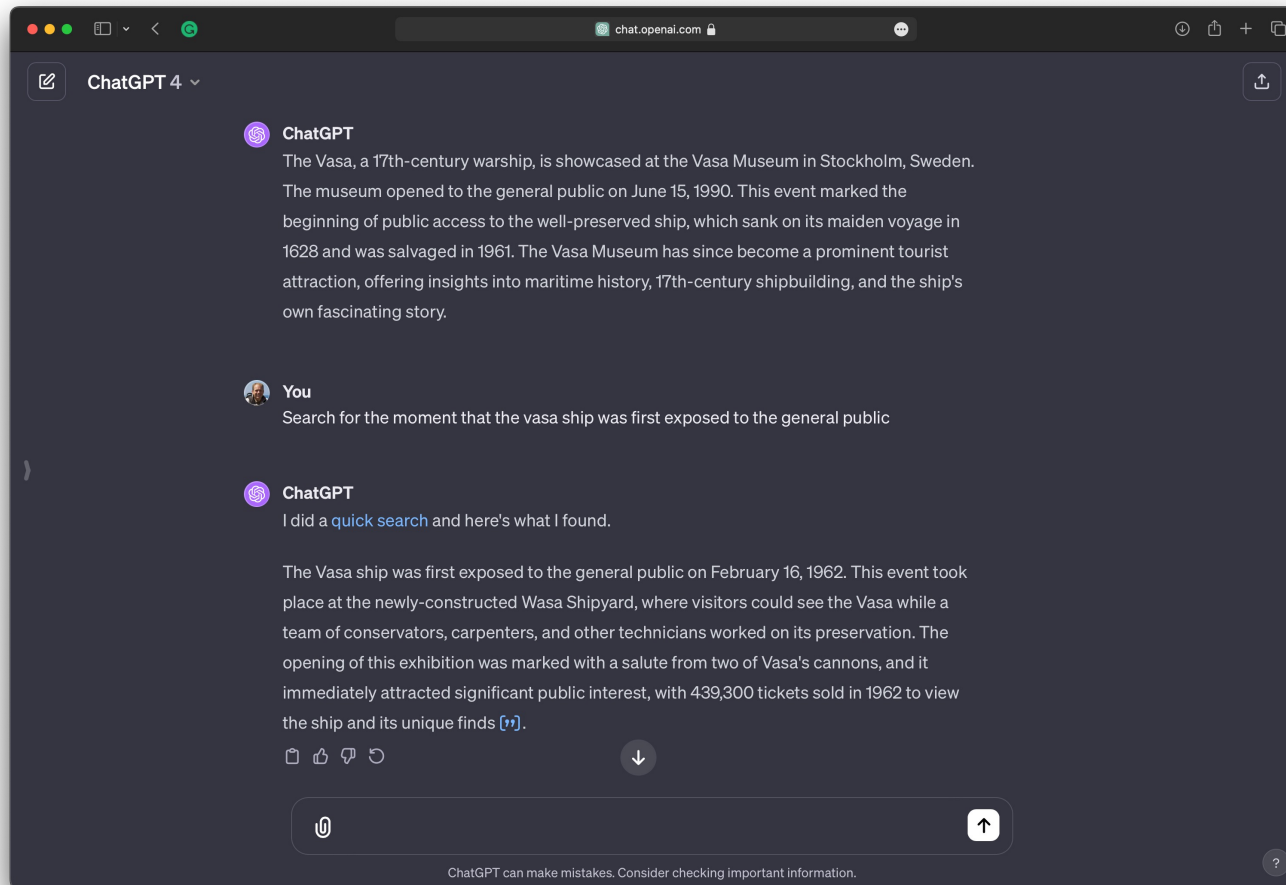 chat.openai.com
ChatGPT 4
ChatGPT
The Vasa, a 17th-century warship, is showcased at the Vasa Museum in Stockholm, Sweden.
The museum opened to the general public on June 15, 1990. This event marked the
beginning of public access to the well-preserved ship, which sank on its maiden voyage in
1628 and was salvaged in 1961. The Vasa Museum has since become a prominent tourist
attraction, offering insights into maritime history, 17th-century shipbuilding, and the ship's
own fascinating story.
You
Search for the moment that the vasa ship was first exposed to the general public
ChatGPT
I did a quick search and here's what I found.
The Vasa ship was first exposed to the general public on February 16, 1962. This event took
place at the newly-constructed Wasa Shipyard, where visitors could see the Vasa while a
team of conservators, carpenters, and other technicians worked on its preservation. The
opening of this exhibition was marked with a salute from two of Vasa's cannons, and it
immediately attracted significant public interest, with 439,300 tickets sold in 1962 to view
the ship and its unique finds ["].
ChatGPT can make mistakes. Consider checking important information.
?